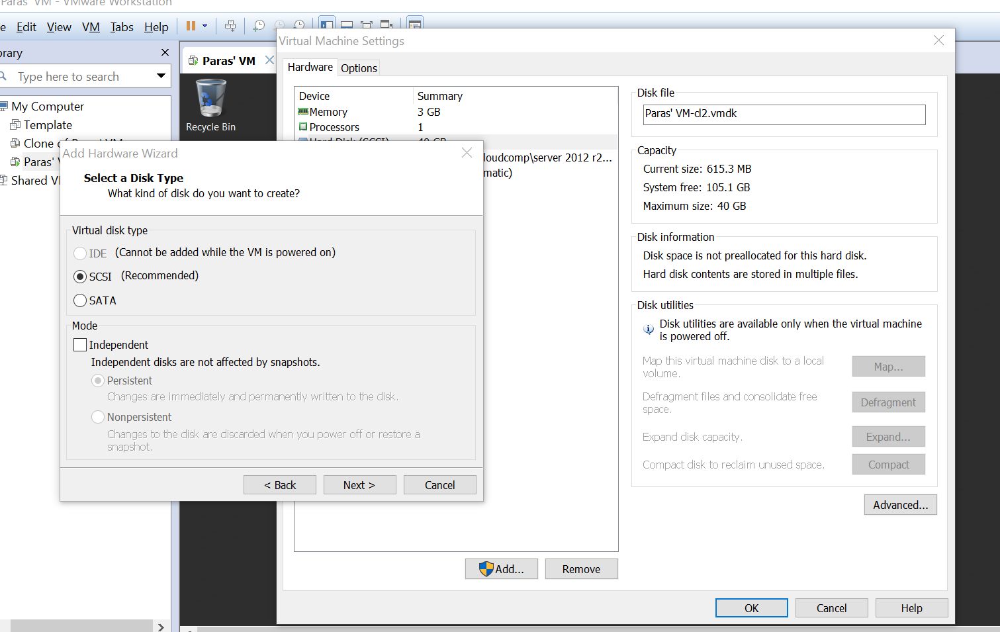 Paras' VM - VMware Workstation
e Edit View VM Tabs Help
brary
Type here to search
My Computer
Template
Clone of Paras' VM
Paras' V
Shared V
Paras' VM
Recycle Bin
Virtual Machine Settings
Hardware Options
Device Summary
Memory 3 GB
Processors 1
Hard Disk (SCSI) 40 GB
loudcomp\server 2012 r2...
matic)
Add Hardware Wizard
Select a Disk Type
What kind of disk do you want to create?
Virtual disk type
IDE (Cannot be added while the VM is powered on)
SCSI (Recommended)
SATA
Mode
Independent
Independent disks are not affected by snapshots.
Persistent
Changes are immediately and permanently written to the disk.
Nonpersistent
Changes to the disk are discarded when you power off or restore a
snapshot.
< Back Next > Cancel
Add... Remove
Disk file
Paras' VM-cl2.vmdk
Capacity
Current size: 615.3 MB
System free: 105.1 GB
Maximum size: 40 GB
Disk information
Disk space is not preallocated for this hard disk.
Hard disk contents are stored in multiple files.
Disk utilities
Disk utilities are available only when the virtual machine
is powered off.
Map this virtual machine disk to a local
volume.
Map...
Defragment files and consolidate free
space.
Defragment
Expand disk capacity.
Expand...
Compact disk to reclaim unused space.
Compact
Advanced...
OK Cancel Help